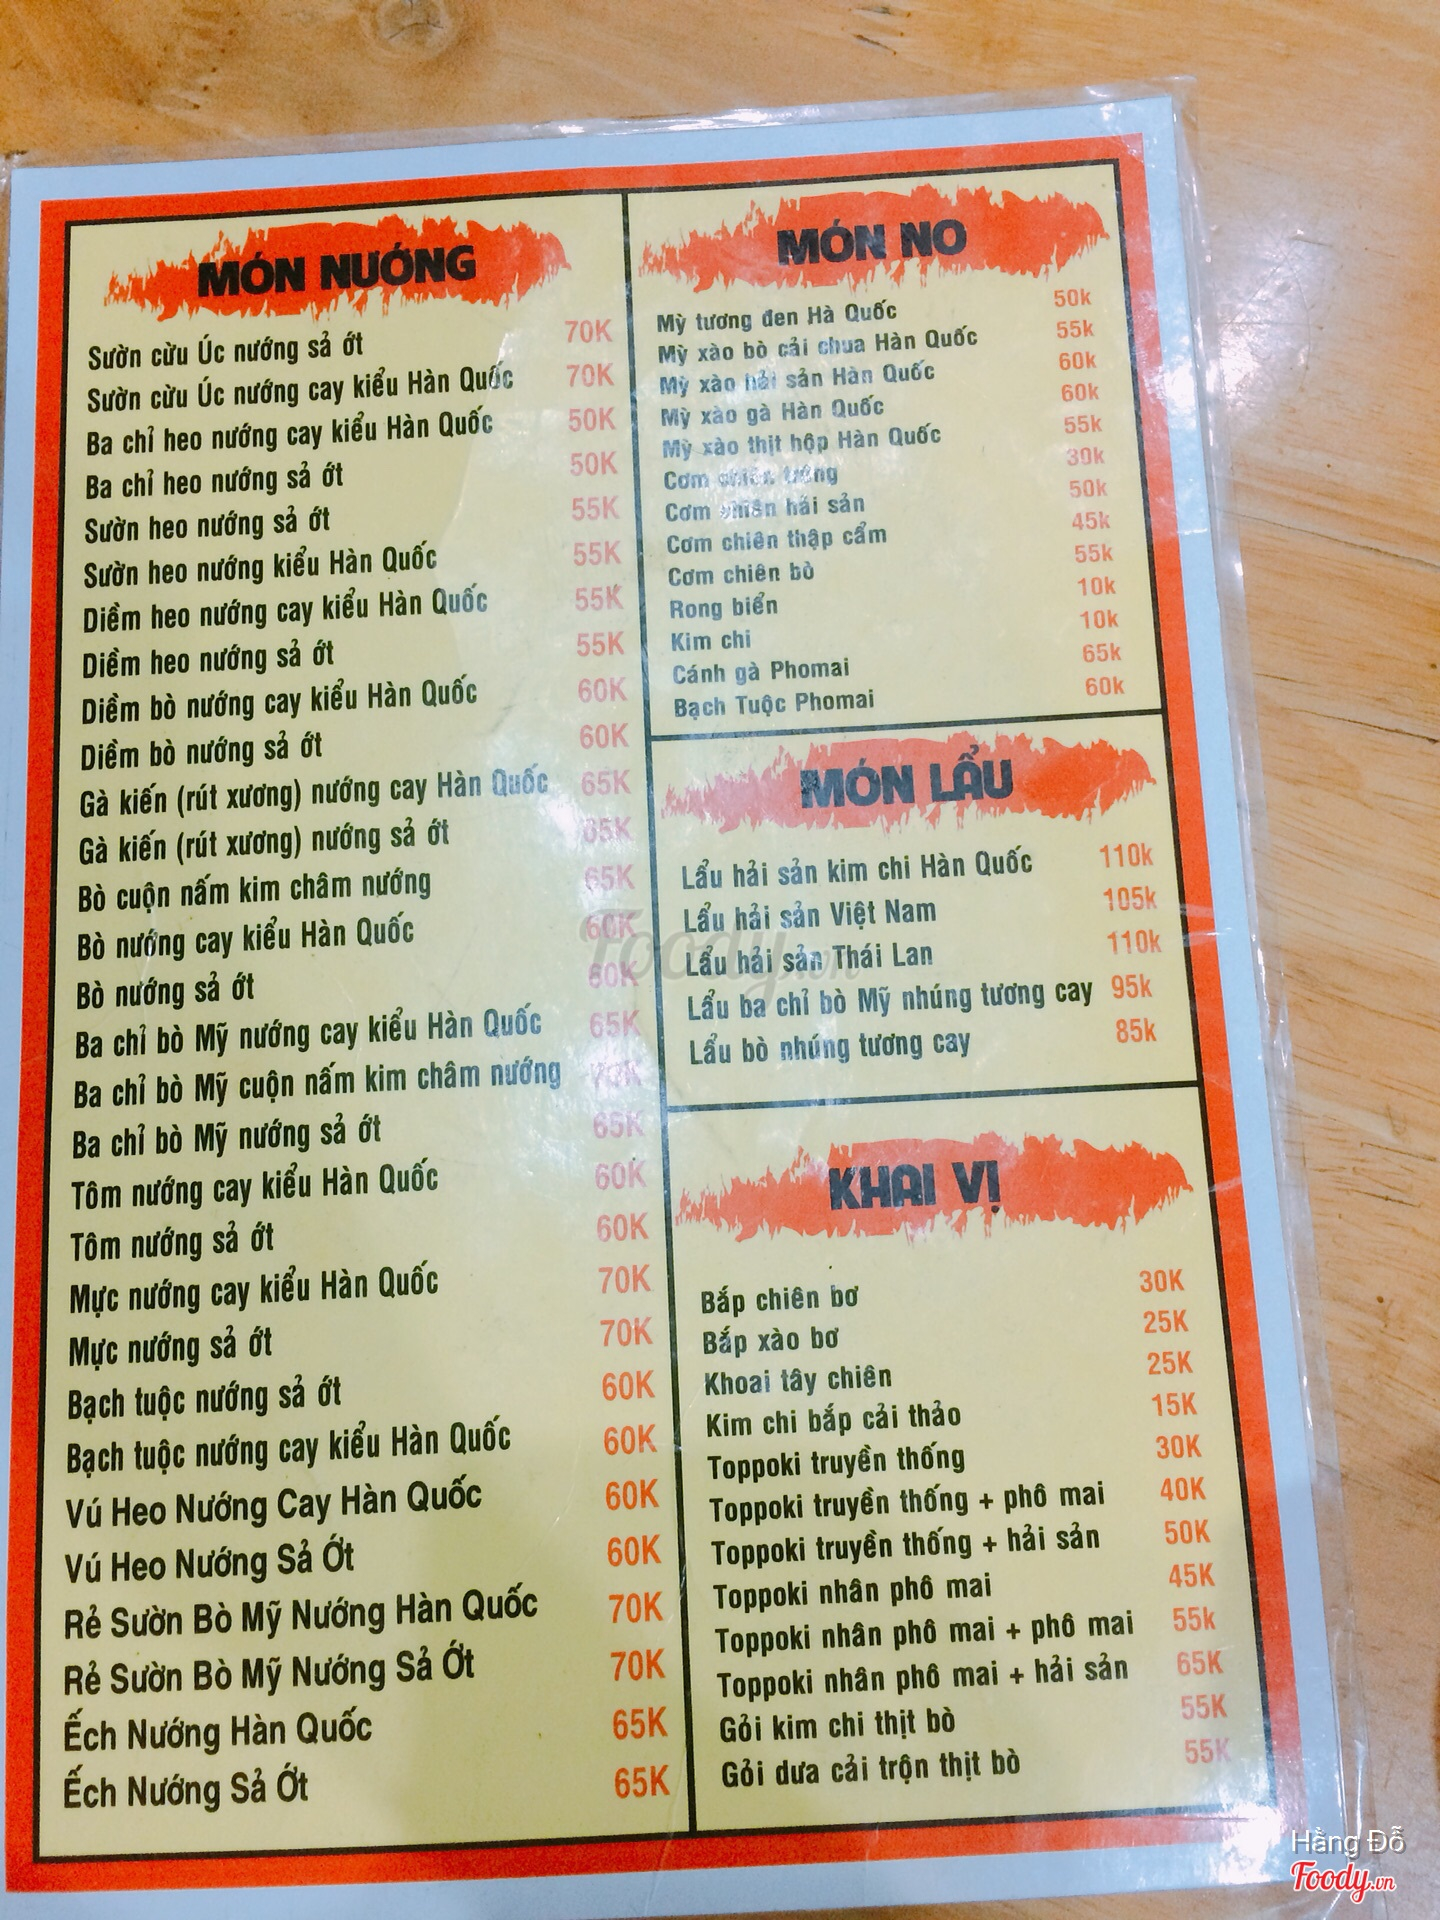 MÓN NƯỚNG
Sườn cừu Úc nướng sả ớt 70K
Sườn cừu Úc nướng cay kiểu Hàn Quốc 70K
Ba chỉ heo nướng cay kiểu Hàn Quốc 50K
Ba chỉ heo nướng sả ớt 50K
Sườn heo nướng sả ớt 55K
Sườn heo nướng kiểu Hàn Quốc 55K
Diềm heo nướng cay kiểu Hàn Quốc 55K
Diềm heo nướng sả ớt 55K
Diềm bò nướng cay kiểu Hàn Quốc 60K
Diềm bò nướng sả ớt 60K
Gà kiến (rút xương) nướng cay Hàn Quốc 65K
Gà kiến (rút xương) nướng sả ớt 65K
Bò cuộn nấm kim châm nướng 65K
Bò nướng cay kiểu Hàn Quốc 60K
Bò nướng sả ớt 60K
Ba chỉ bò Mỹ nướng cay kiểu Hàn Quốc 65K
Ba chỉ bò Mỹ cuộn nấm kim châm nướng
Ba chỉ bò Mỹ nướng sả ớt 65K
Tôm nướng cay kiểu Hàn Quốc 60K
Tôm nướng sả ớt 60K
Mực nướng cay kiểu Hàn Quốc 70K
Mực nướng sả ớt 70K
Bạch tuộc nướng sả ớt 60K
Bạch tuộc nướng cay kiểu Hàn Quốc 60K
Vú Heo Nướng Cay Hàn Quốc 60K
Vú Heo Nướng Sả Ớt 60K
Rẻ Sườn Bò Mỹ Nướng Hàn Quốc 70K
Rẻ Sườn Bò Mỹ Nướng Sả Ớt 70K
Ếch Nướng Hàn Quốc 65K
Ếch Nướng Sả Ớt 65K
MÓN NO
Mỳ tương đen Hà Quốc 50k
Mỳ xào bò cải chua Hàn Quốc 55k
Mỳ xào hải sản Hàn Quốc 60k
Mỳ xào gà Hàn Quốc 60k
Mỳ xào thịt hộp Hàn Quốc 55k
Cơm chiên trứng 30k
Cơm chiên hải sản 50k
Cơm chiên thập cẩm 45k
Cơm chiên bò 55k
Rong biển 10k
Kim chi 10k
Cánh gà Phomai 65k
Bạch Tuộc Phomai 60k
MÓN LẨU
Lẩu hải sản kim chi Hàn Quốc 110k
Lẩu hải sản Việt Nam 105k
Lẩu hải sản Thái Lan 110k
Lẩu ba chỉ bò Mỹ nhúng tương cay 95k
Lẩu bò nhúng tương cay 85k
KHAI VỊ
Bắp chiên bơ 30K
Bắp xào bơ 25K
Khoai tây chiên 25K
Kim chi bắp cải thảo 15K
Toppoki truyền thống 30K
Toppoki truyền thống + phô mai 40K
Toppoki truyền thống + hải sản 50K
Toppoki nhân phô mai 45K
Toppoki nhân phô mai + phô mai 55k
Toppoki nhân phô mai + hải sản 65K
Gỏi kim chi thịt bò 55K
Gỏi dưa cải trộn thịt bò 55K
Foody.vn
Hằng Đỗ
Foody.vn